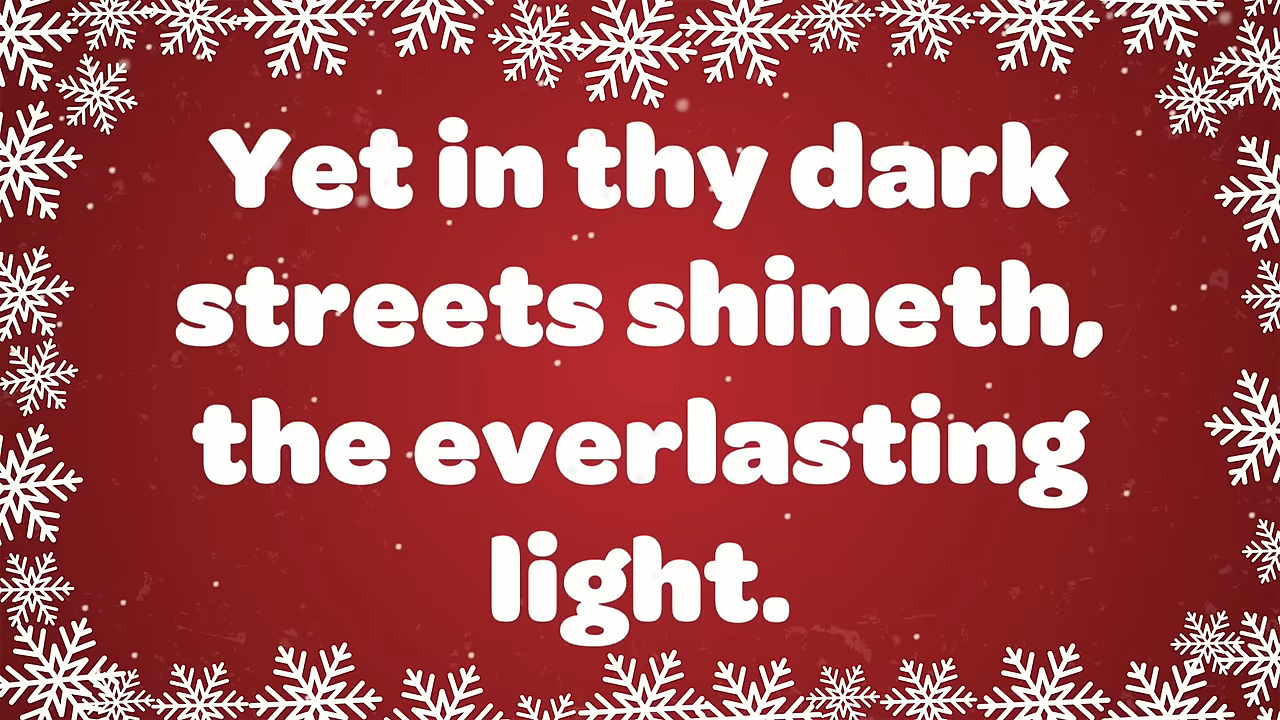 Yet in thy dark
streets shineth,
the everlasting
light.